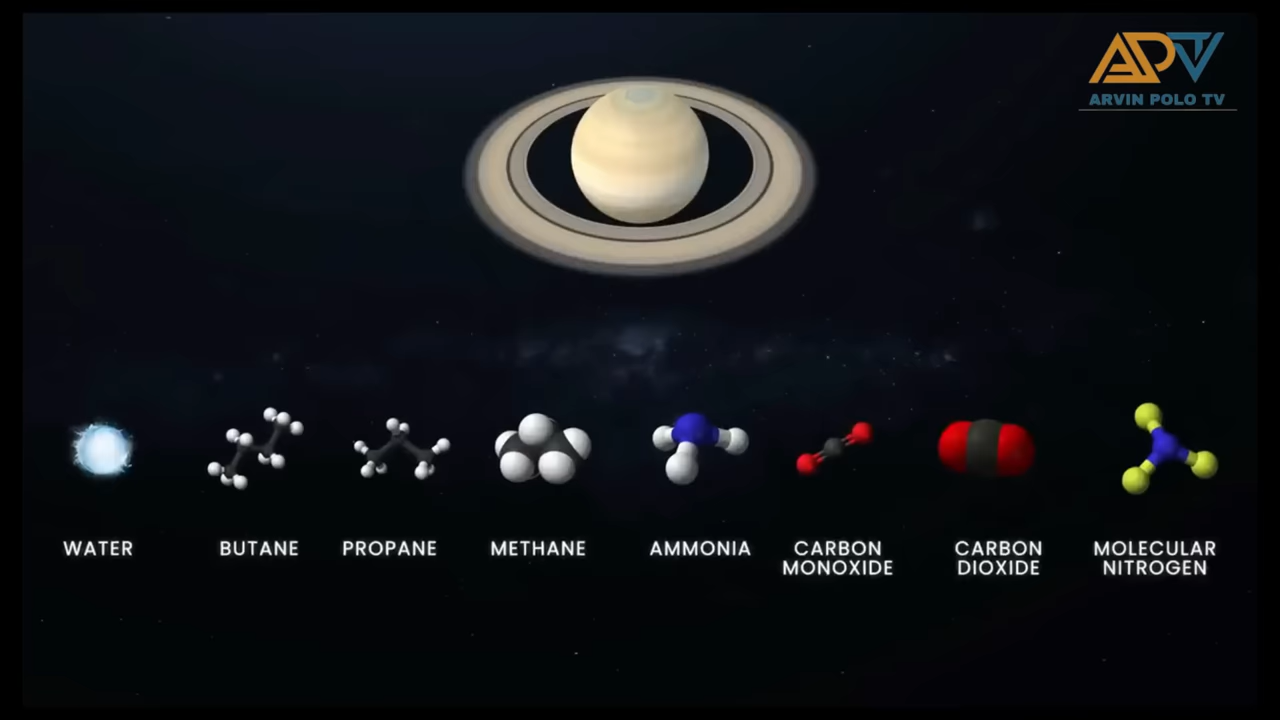 APTV
ARVIN POLO TV
WATER
BUTANE
PROPANE
METHANE
AMMONIA
CARBON
MONOXIDE
CARBON
DIOXIDE
MOLECULAR
NITROGEN